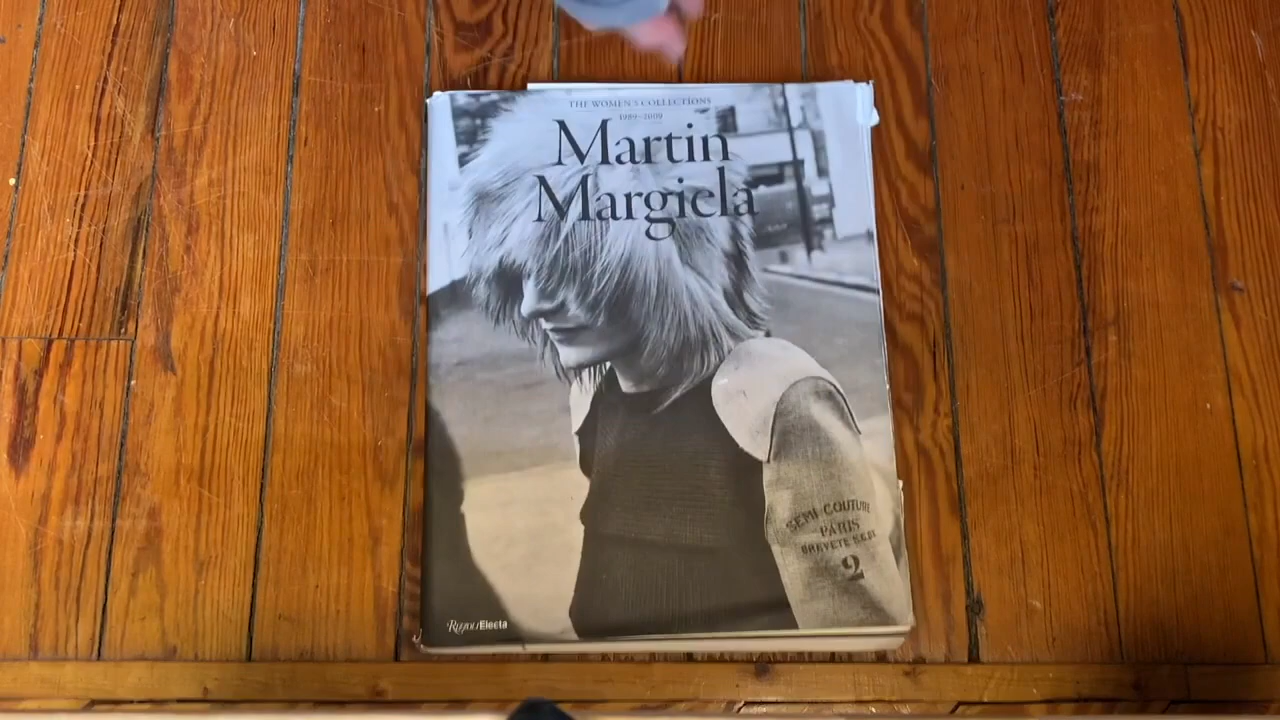 THE WOMEN'S COLLECTIONS
1989–2009
Martin
Margiela
SEMI COUTURE
PARIS
BREVETE S.G.D.G
2
Rizzoli/Electa